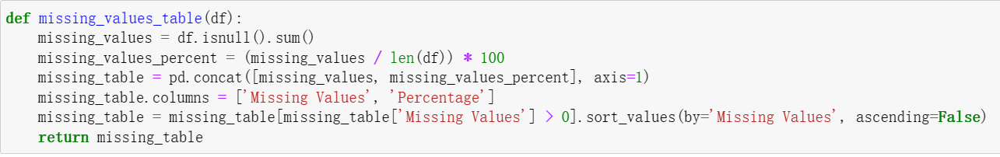 def missing_values_table(df):
    missing_values = df.isnull().sum()
    missing_values_percent = (missing_values / len(df)) * 100
    missing_table = pd.concat([missing_values, missing_values_percent], axis=1)
    missing_table.columns = ['Missing Values', 'Percentage']
    missing_table = missing_table[missing_table['Missing Values'] > 0].sort_values(by='Missing Values', ascending=False)
    return missing_table